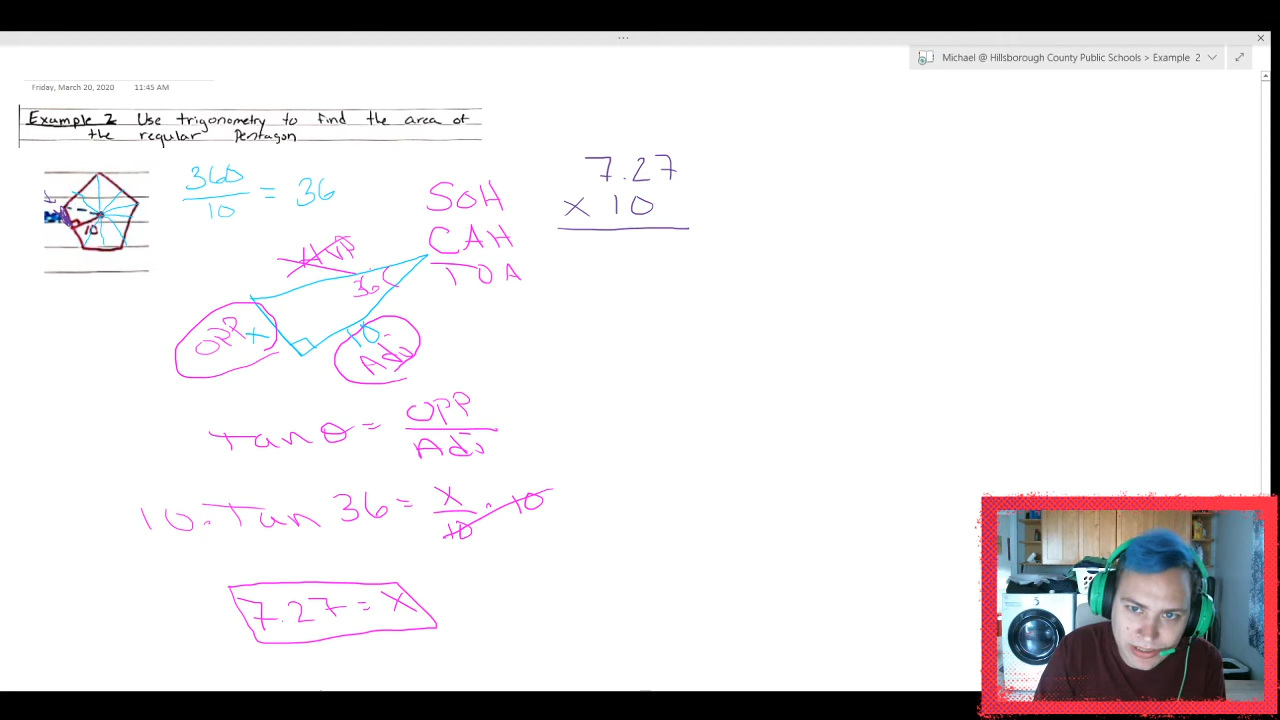 Michael @ Hillsborough County Public Schools > Example 2
Friday, March 20, 2020 11:45 AM
Example 2 Use trigonometry to find the area of
the regular Pentagon
10
360
10
= 36
SOH
CAH
TOA
HYP
36
OPP
x
10
Adj
tan θ = OPP
Adj
10 . Tan 36 = x
10
. 10
7.27 = X
7.27
x 10